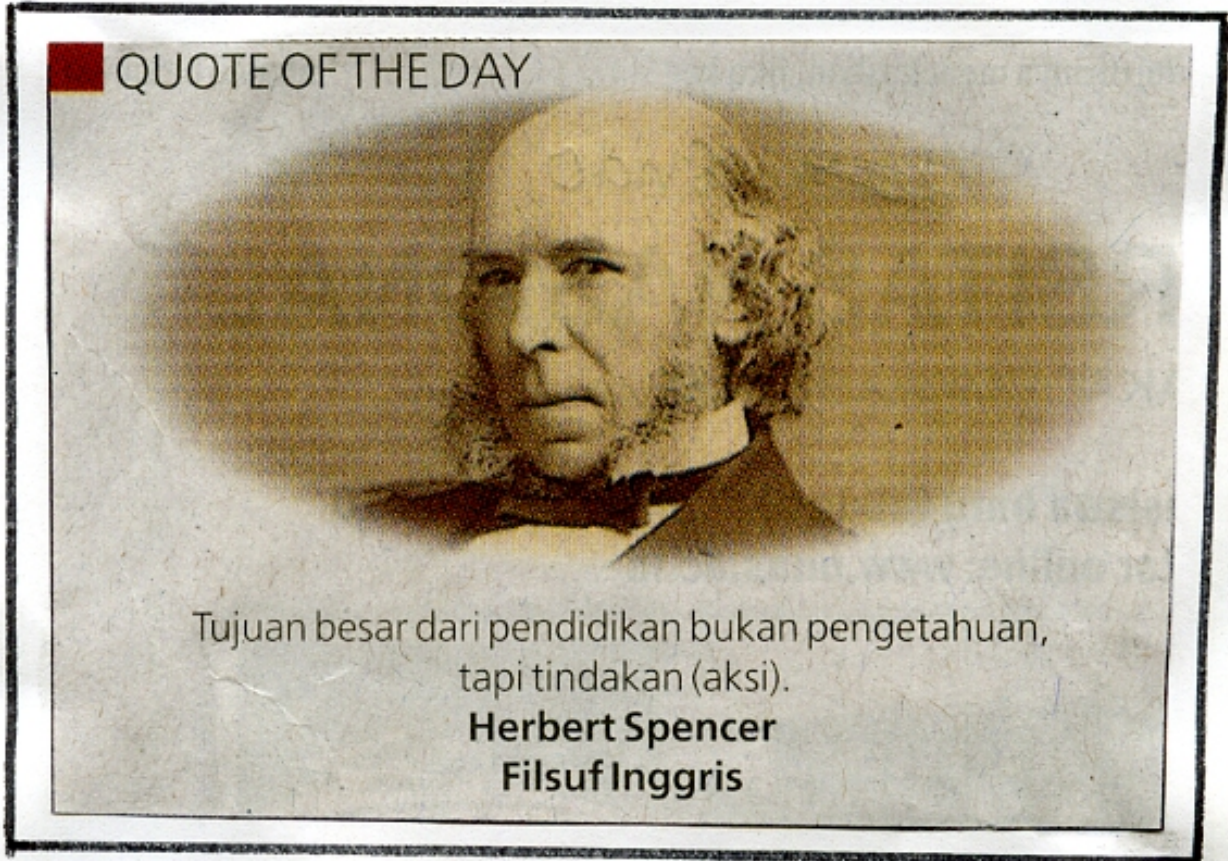 QUOTE OF THE DAY
Tujuan besar dari pendidikan bukan pengetahuan,
tapi tindakan (aksi).
Herbert Spencer
Filsuf Inggris